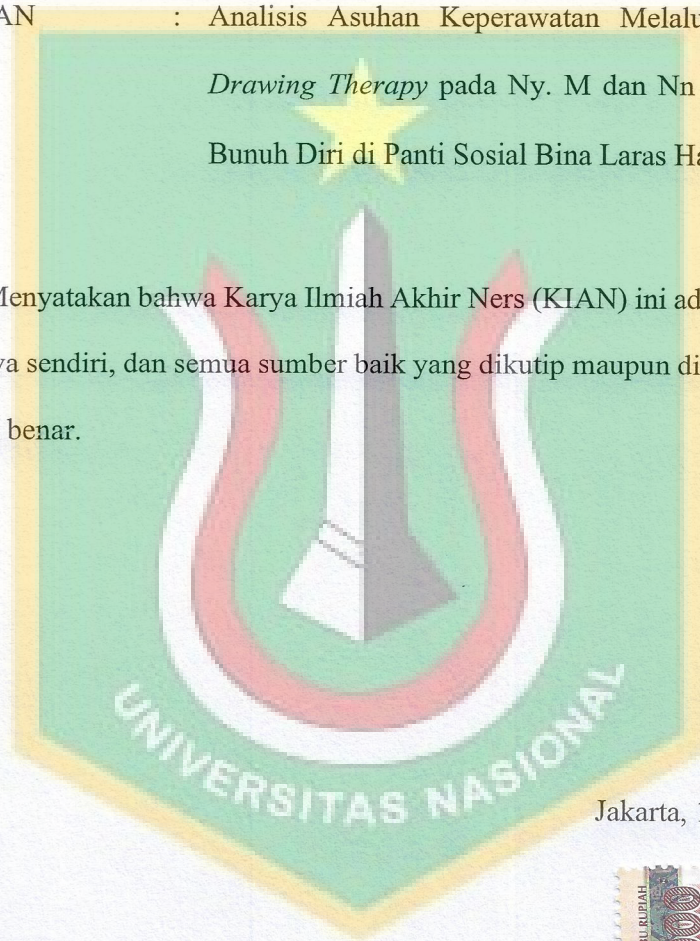 AN : Analisis Asuhan Keperawatan Melalu
Drawing Therapy pada Ny. M dan Nn
Bunuh Diri di Panti Sosial Bina Laras Ha
Menyatakan bahwa Karya Ilmiah Akhir Ners (KIAN) ini ad
ya sendiri, dan semua sumber baik yang dikutip maupun di
benar.
UNIVERSITAS NASIONAL
Jakarta,
U RUPIAH